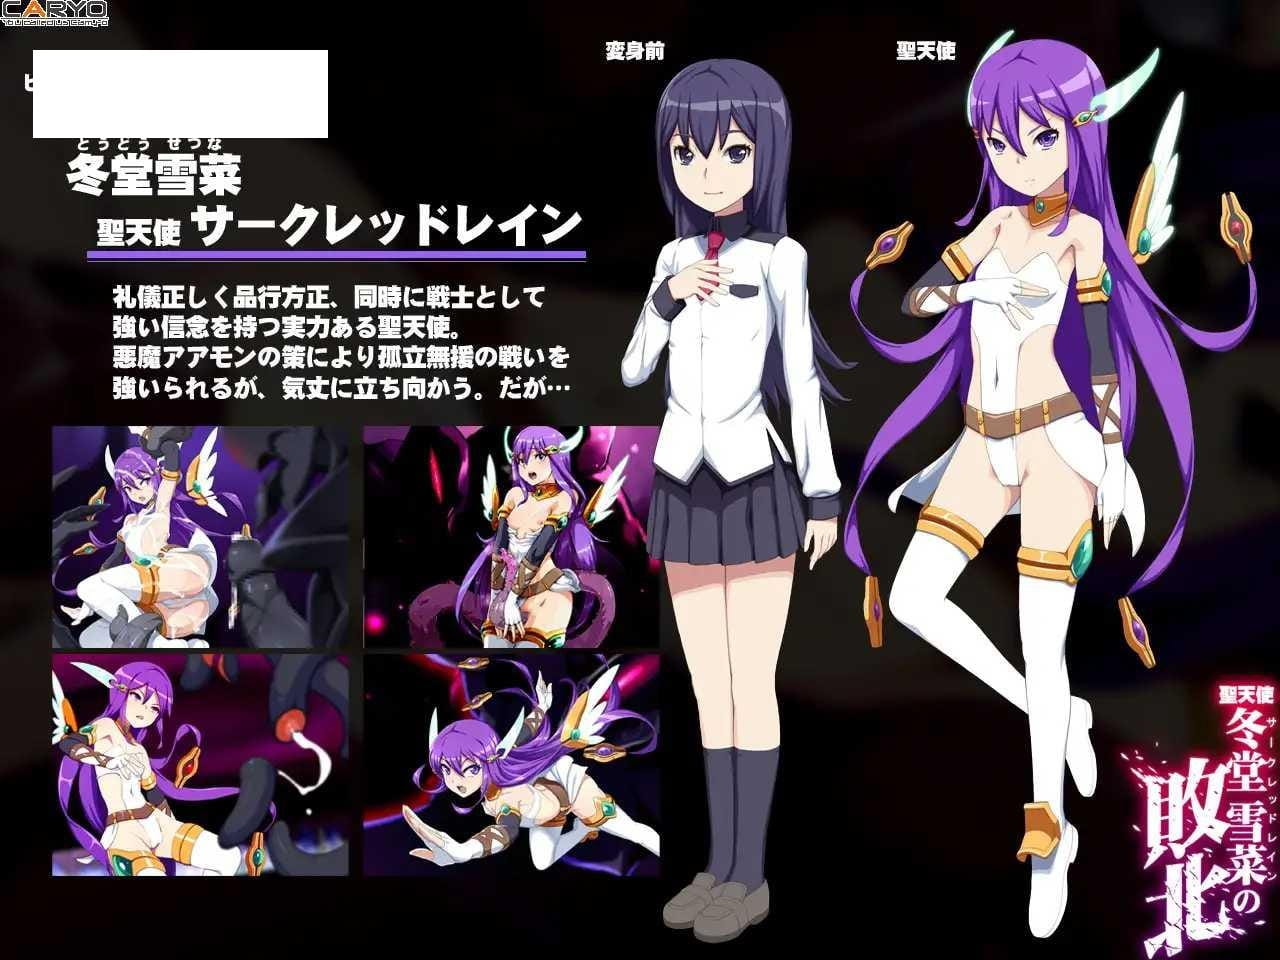 CARYO
変身前
聖天使
とうどう せつな
冬堂雪菜
聖天使 サークレッドレイン
礼儀正しく品行方正、同時に戦士として
強い信念を持つ実力ある聖天使。
悪魔アアモンの策により孤立無援の戦いを
強いられるが、気丈に立ち向かう。だが…
聖天使
サークレッドレイン
冬堂 雪菜の
敗北